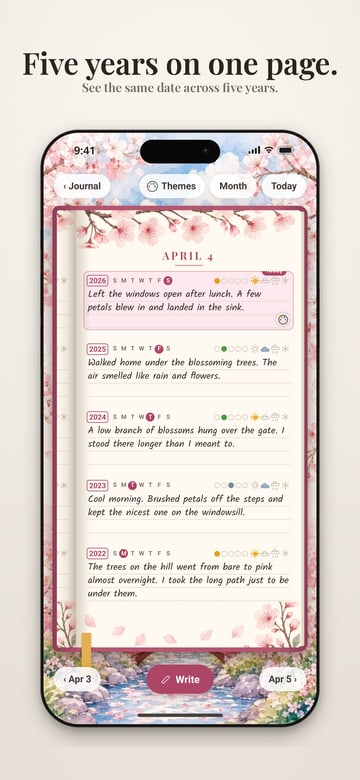 Five years on one page.
See the same date across five years.
9:41
‹ Journal
Themes
Month
Today
APRIL 4
2026 S M T W T F S
Left the windows open after lunch. A few
petals blew in and landed in the sink.
2025 S M T W T F S
Walked home under the blossoming trees. The
air smelled like rain and flowers.
2024 S M T W T F S
A low branch of blossoms hung over the gate. I
stood there longer than I meant to.
2023 S M T W T F S
Cool morning. Brushed petals off the steps and
kept the nicest one on the windowsill.
2022 S M T W T F S
The trees on the hill went from bare to pink
almost overnight. I took the long path just to be
under them.
‹ Apr 3
Write
Apr 5 ›